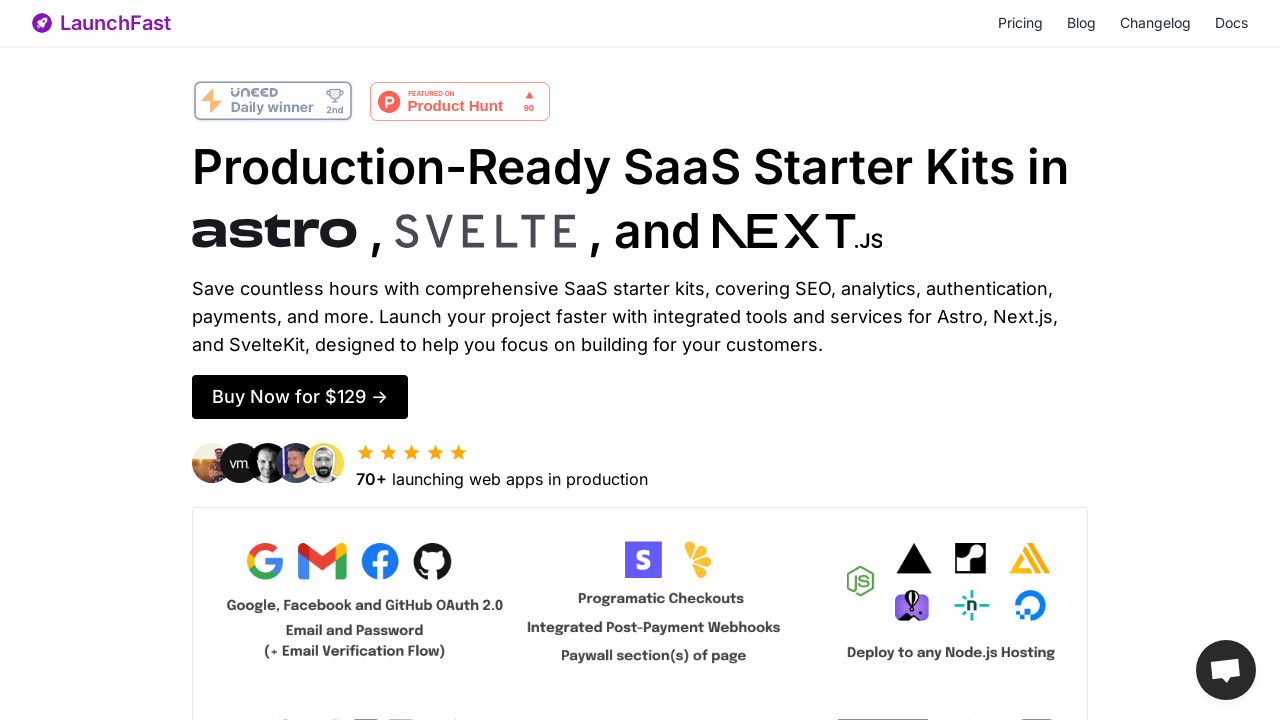 LaunchFast
Pricing
Blog
Changelog
Docs
UNEED
Daily winner
2nd
FEATURED ON
Product Hunt
90
Production-Ready SaaS Starter Kits in
astro , SVELTE , and NEXT.JS
Save countless hours with comprehensive SaaS starter kits, covering SEO, analytics, authentication,
payments, and more. Launch your project faster with integrated tools and services for Astro, Next.js,
and SvelteKit, designed to help you focus on building for your customers.
Buy Now for $129 →
vm
70+ launching web apps in production
Google, Facebook and GitHub OAuth 2.0
Email and Password
(+ Email Verification Flow)
Programatic Checkouts
Integrated Post-Payment Webhooks
Paywall section(s) of page
Deploy to any Node.js Hosting